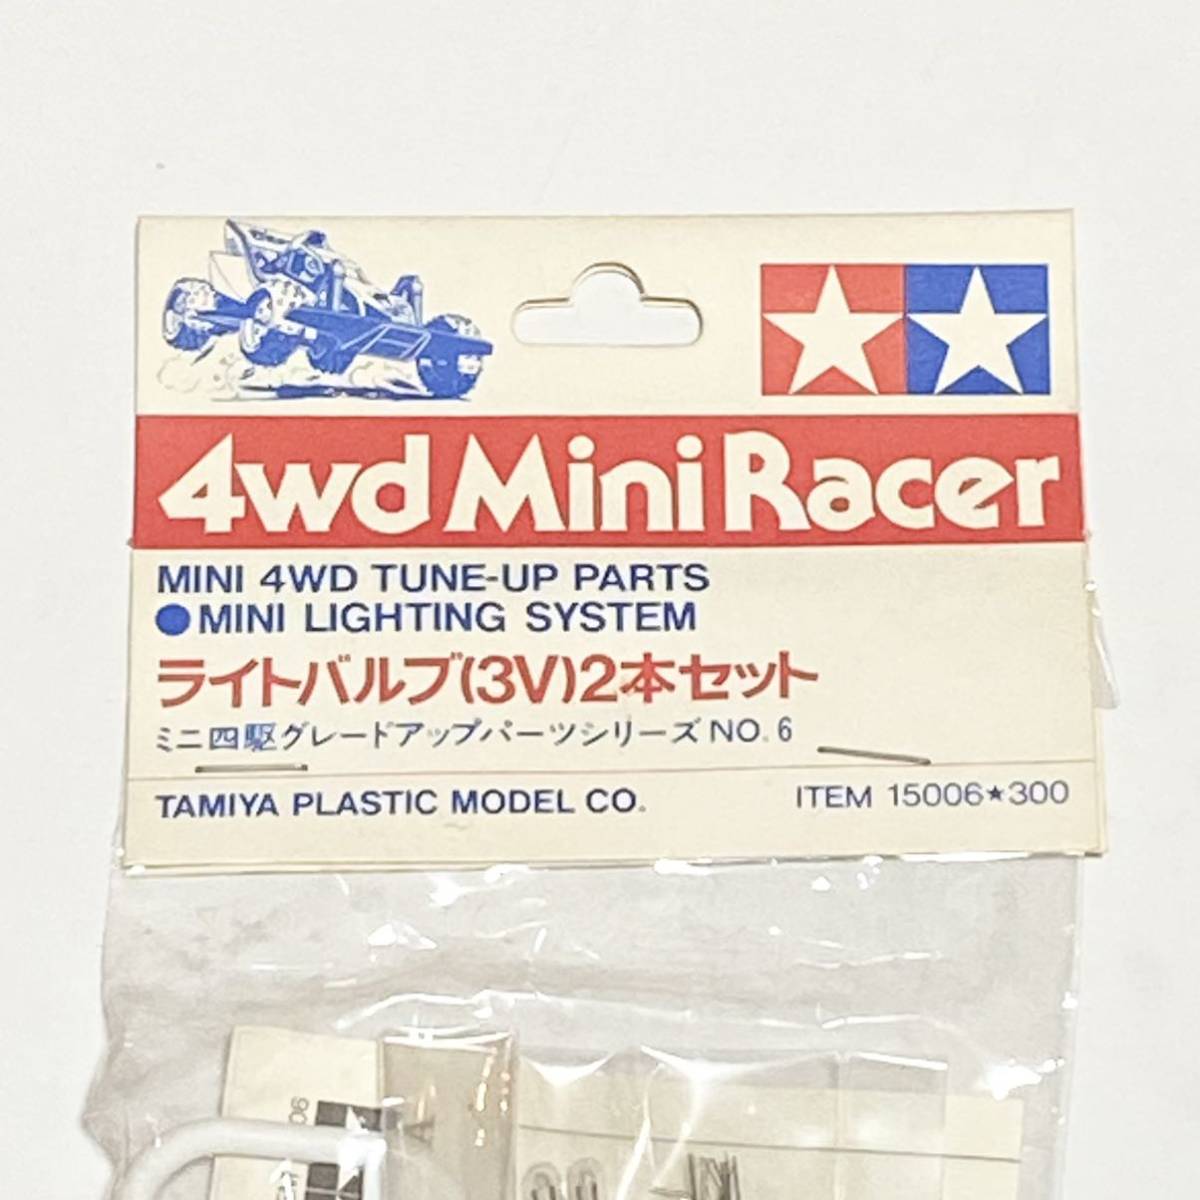 4wd Mini Racer
MINI 4WD TUNE-UP PARTS
●MINI LIGHTING SYSTEM
ライトバルブ(3V)2本セット
ミニ四駆グレードアップパーツシリーズ NO. 6
TAMIYA PLASTIC MODEL CO.
ITEM 15006★300